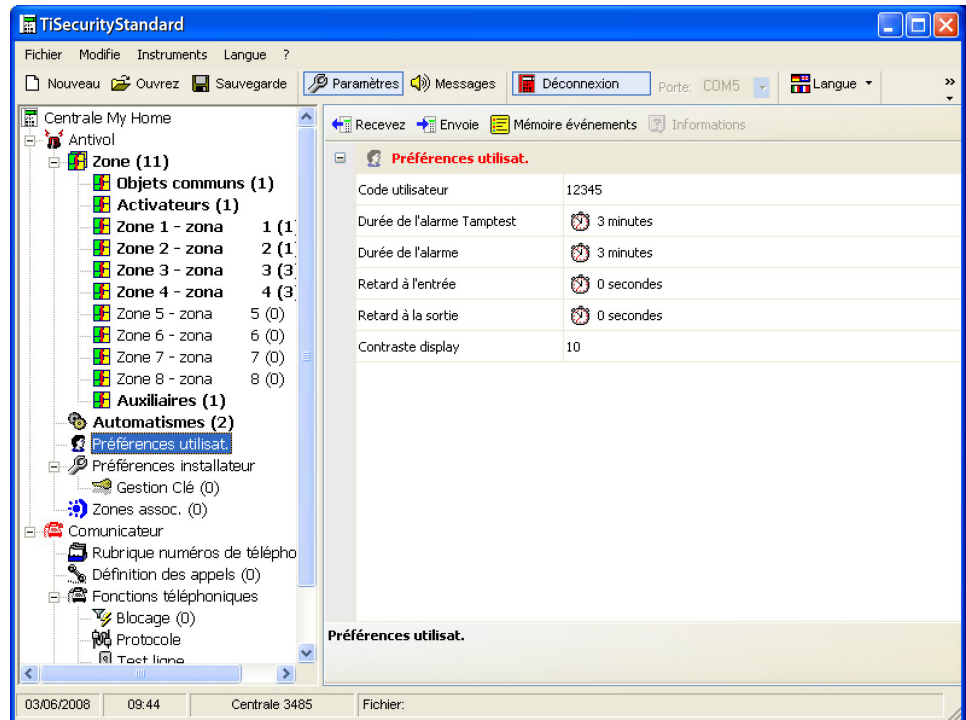 TiSecurityStandard
Fichier Modifie Instruments Langue ?
Nouveau Ouvrez Sauvegarde Paramètres Messages Déconnexion Porte: COM5 Langue »
Recevez Envoie Mémoire événements Informations
Centrale My Home
Antivol
Zone (11)
Objets communs (1)
Activateurs (1)
Zone 1 - zona 1 (1
Zone 2 - zona 2 (1
Zone 3 - zona 3 (3
Zone 4 - zona 4 (3
Zone 5 - zona 5 (0)
Zone 6 - zona 6 (0)
Zone 7 - zona 7 (0)
Zone 8 - zona 8 (0)
Auxiliaires (1)
Automatismes (2)
Préférences utilisat.
Préférences installateur
Gestion Clé (0)
Zones assoc. (0)
Comunicateur
Rubrique numéros de télépho
Définition des appels (0)
Fonctions téléphoniques
Blocage (0)
Protocole
Test ligne
Préférences utilisat.
Code utilisateur 12345
Durée de l'alarme Tamptest 3 minutes
Durée de l'alarme 3 minutes
Retard à l'entrée 0 secondes
Retard à la sortie 0 secondes
Contraste display 10
Préférences utilisat.
03/06/2008 09:44 Centrale 3485 Fichier: